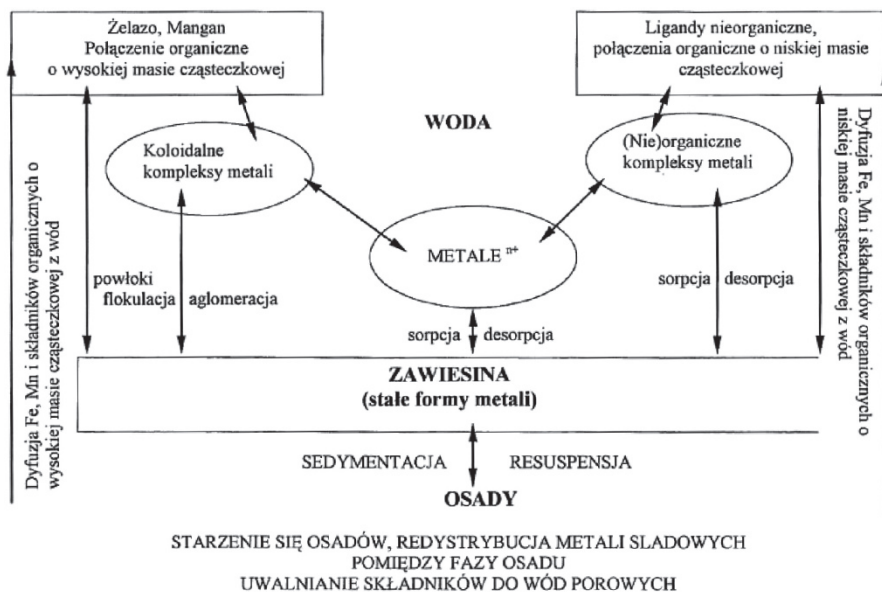 Żelazo, Mangan
Połączenie organiczne
o wysokiej masie cząsteczkowej
Ligandy nieorganiczne,
połączenia organiczne o niskiej masie
cząsteczkowej
WODA
Koloidalne
kompleksy metali
(Nie)organiczne
kompleksy metali
METALE n+
powłoki
flokulacja
aglomeracja
sorpcja
desorpcja
sorpcja
desorpcja
Dyfuzja Fe, Mn i składników organicznych o
wysokiej masie cząsteczkowej z wód
Dyfuzja Fe, Mn i składników organicznych o
niskiej masie cząsteczkowej z wód
ZAWIESINA
(stałe formy metali)
SEDYMENTACJA
RESUSPENSJA
OSADY
STARZENIE SIĘ OSADÓW, REDYSTRYBUCJA METALI SLADOWYCH
POMIĘDZY FAZY OSADU
UWALNIANIE SKŁADNIKÓW DO WÓD POROWYCH